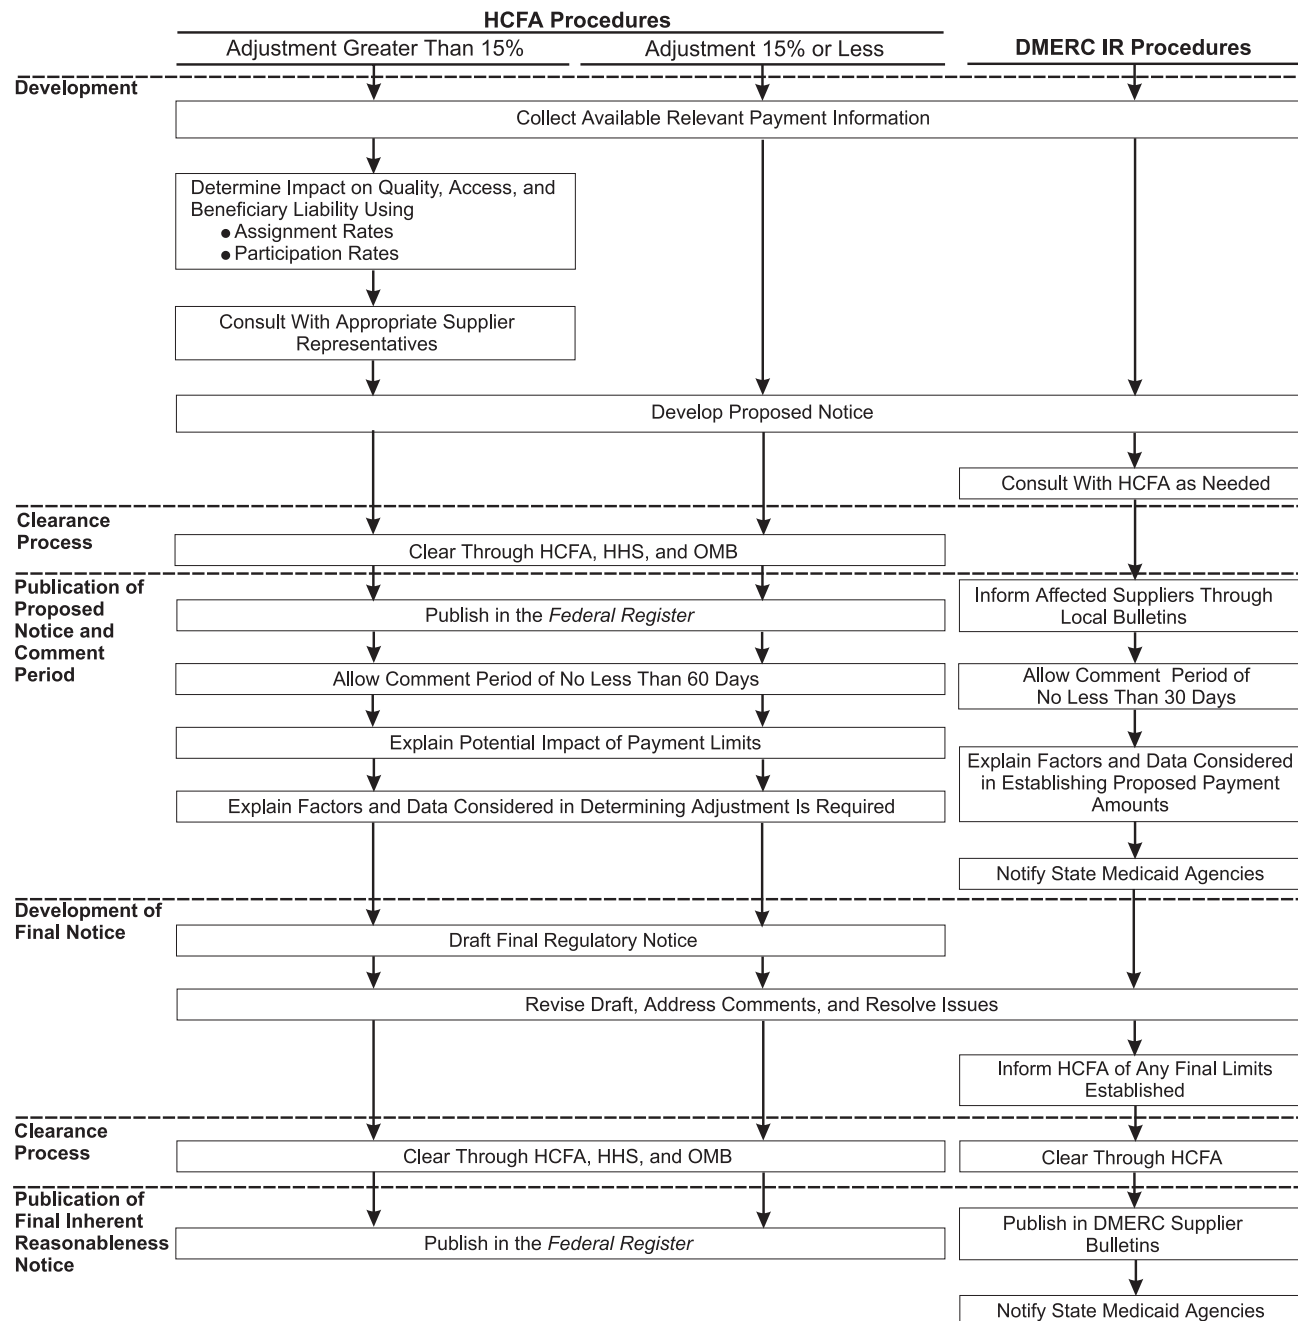 HCFA Procedures
Adjustment Greater Than 15%
Adjustment 15% or Less
DMERC IR Procedures
Development
Collect Available Relevant Payment Information
Determine Impact on Quality, Access, and
Beneficiary Liability Using
● Assignment Rates
● Participation Rates
Consult With Appropriate Supplier
Representatives
Develop Proposed Notice
Consult With HCFA as Needed
Clearance
Process
Clear Through HCFA, HHS, and OMB
Publication of
Proposed
Notice and
Comment
Period
Publish in the Federal Register
Inform Affected Suppliers Through
Local Bulletins
Allow Comment Period of No Less Than 60 Days
Allow Comment Period of
No Less Than 30 Days
Explain Potential Impact of Payment Limits
Explain Factors and Data Considered
in Establishing Proposed Payment
Amounts
Explain Factors and Data Considered in Determining Adjustment Is Required
Notify State Medicaid Agencies
Development of
Final Notice
Draft Final Regulatory Notice
Revise Draft, Address Comments, and Resolve Issues
Inform HCFA of Any Final Limits
Established
Clearance
Process
Clear Through HCFA, HHS, and OMB
Clear Through HCFA
Publication of
Final Inherent
Reasonableness
Notice
Publish in the Federal Register
Publish in DMERC Supplier
Bulletins
Notify State Medicaid Agencies